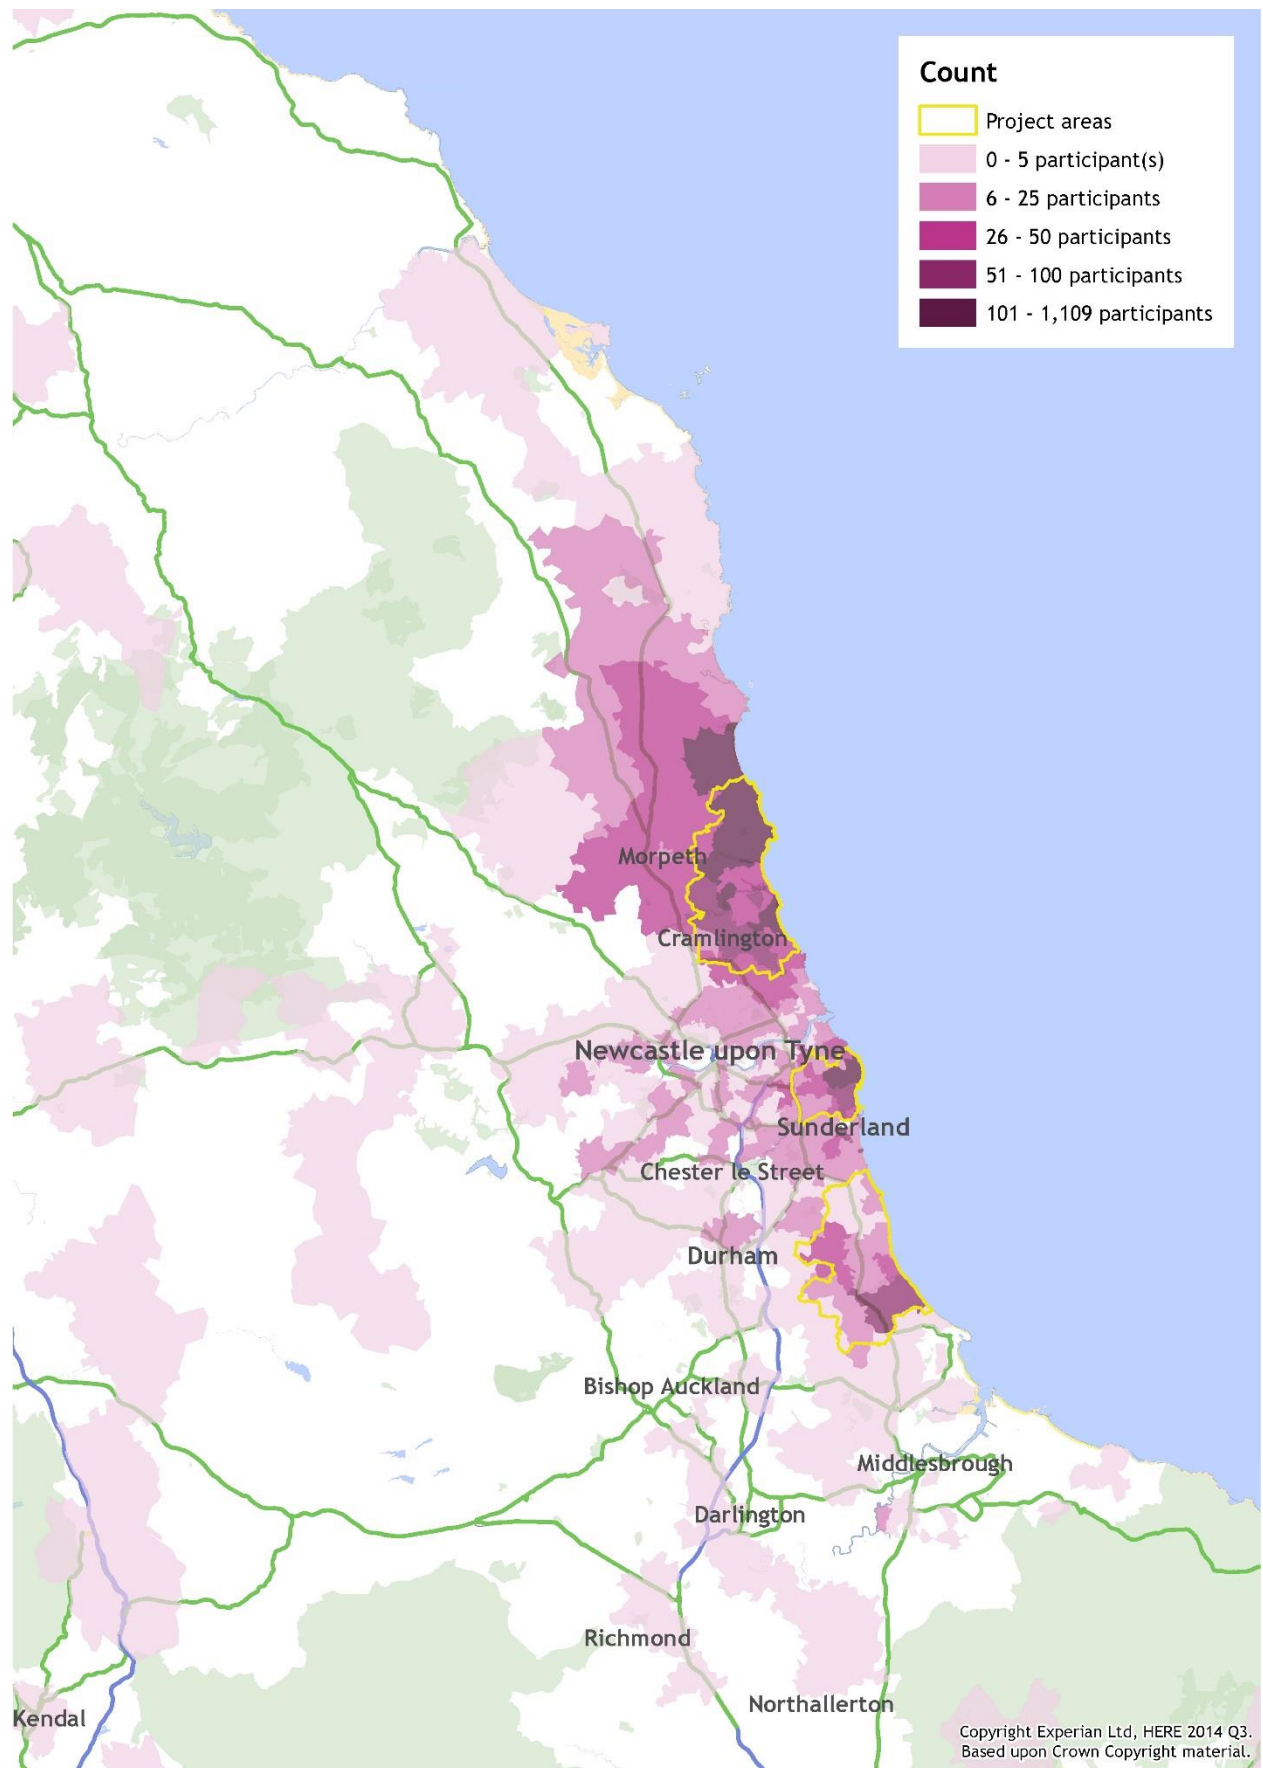 Count
Project areas
0 - 5 participant(s)
6 - 25 participants
26 - 50 participants
51 - 100 participants
101 - 1,109 participants
Morpeth
Cramlington
Newcastle upon Tyne
Sunderland
Chester le Street
Durham
Bishop Auckland
Middlesbrough
Darlington
Richmond
Northallerton
Kendal
Copyright Experian Ltd, HERE 2014 Q3.
Based upon Crown Copyright material.